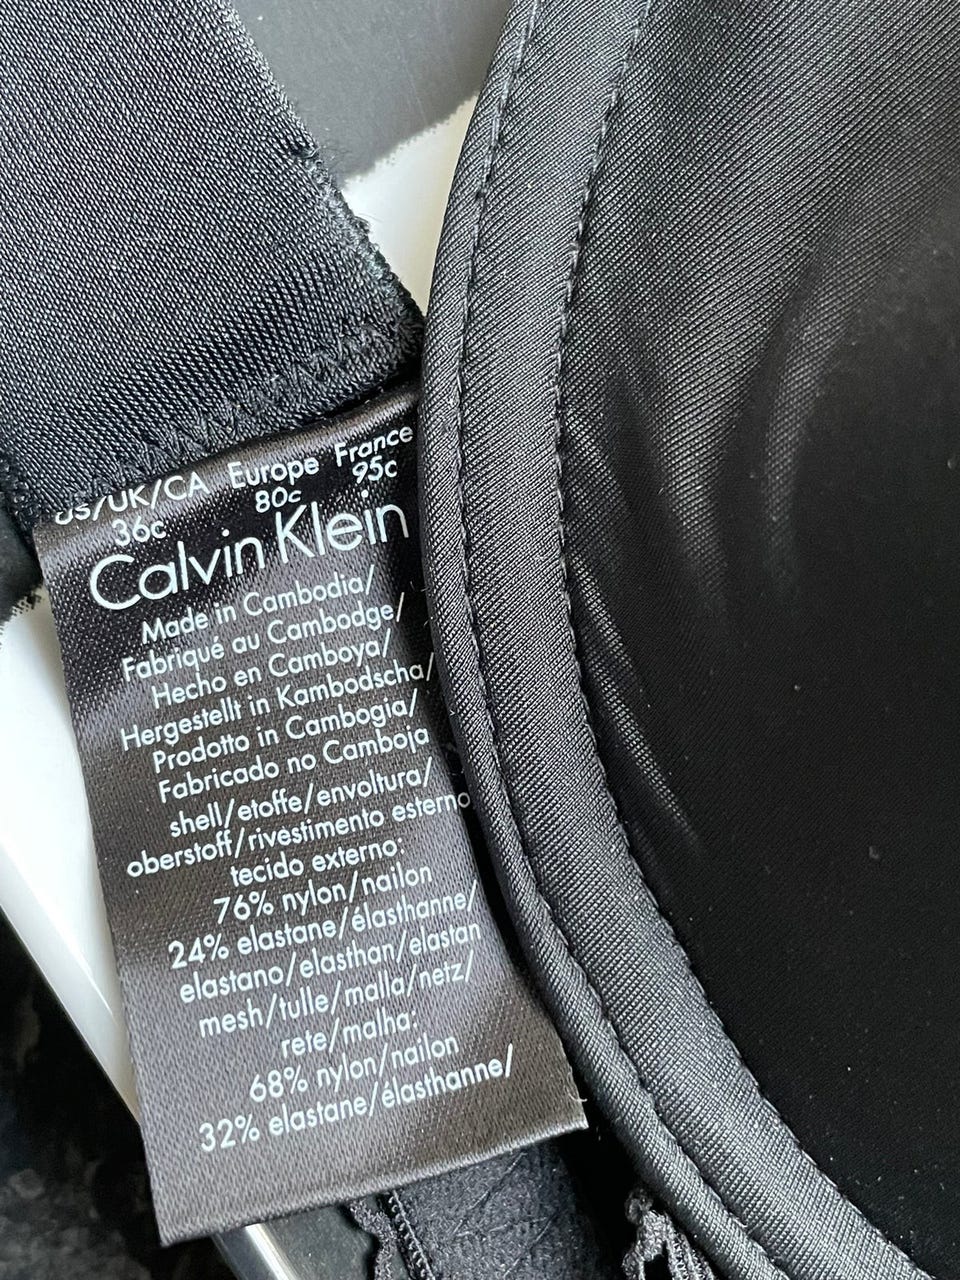 US/UK/CA Europe France
36c 80c 95c
Calvin Klein
Made in Cambodia/
Fabriqué au Cambodge/
Hecho en Camboya/
Hergestellt in Kambodscha/
Prodotto in Cambogia/
Fabricado no Camboja
shell/etoffe/envoltura/
oberstoff/rivestimento esterno
tecido externo:
76% nylon/nailon
24% elastane/élasthanne/
elastano/elasthan/elastan
mesh/tulle/malla/netz/
rete/malha:
68% nylon/nailon
32% elastane/élasthanne/